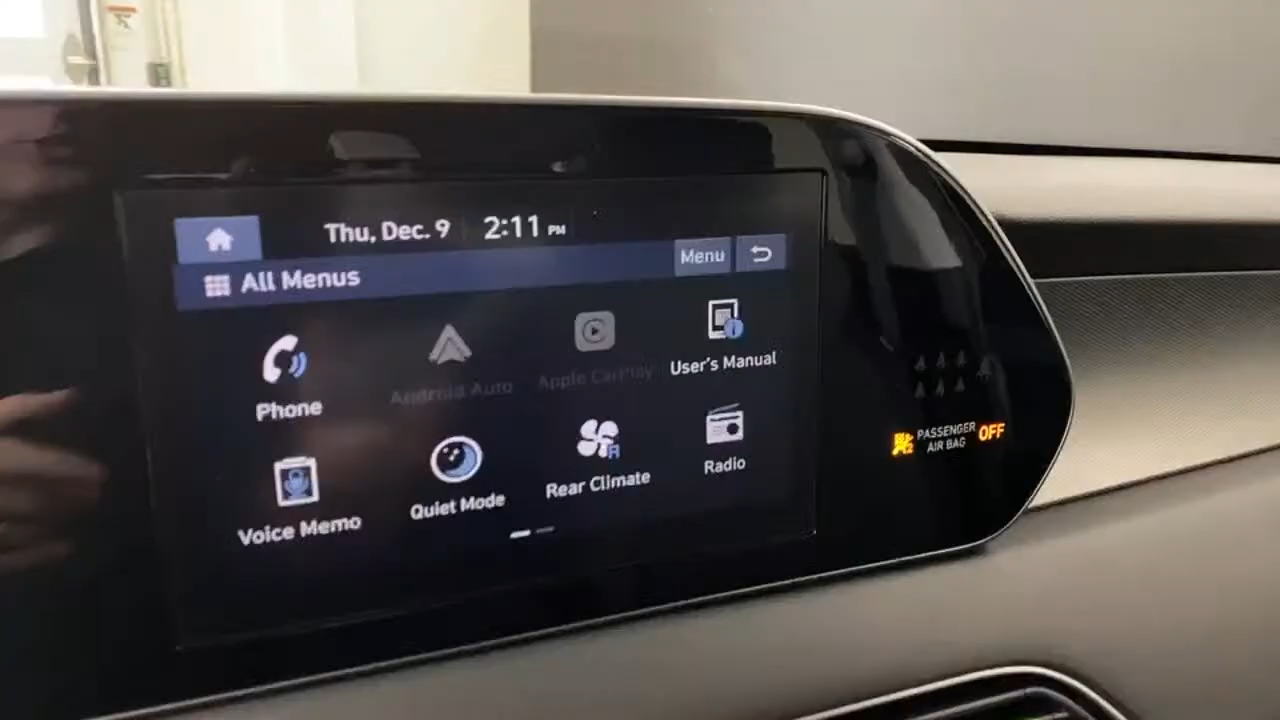 Thu, Dec. 9 2:11 PM
All Menus
Menu
Phone
Android Auto
Apple CarPlay
User's Manual
Voice Memo
Quiet Mode
Rear Climate
Radio
PASSENGER
AIR BAG
OFF